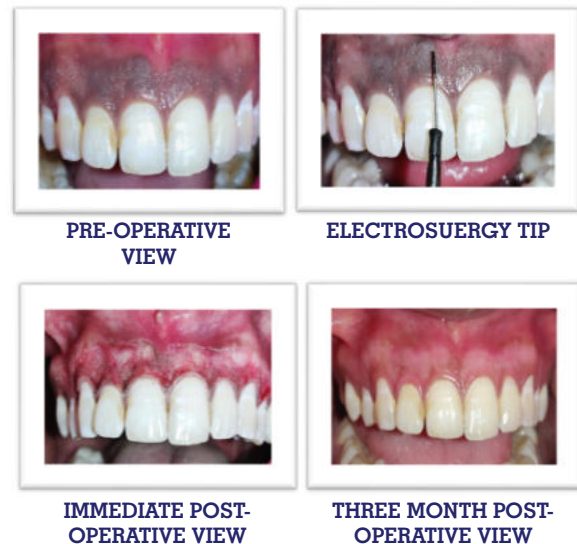 PRE-OPERATIVE
VIEW
ELECTROSUERGY TIP
IMMEDIATE POST-
OPERATIVE VIEW
THREE MONTH POST-
OPERATIVE VIEW